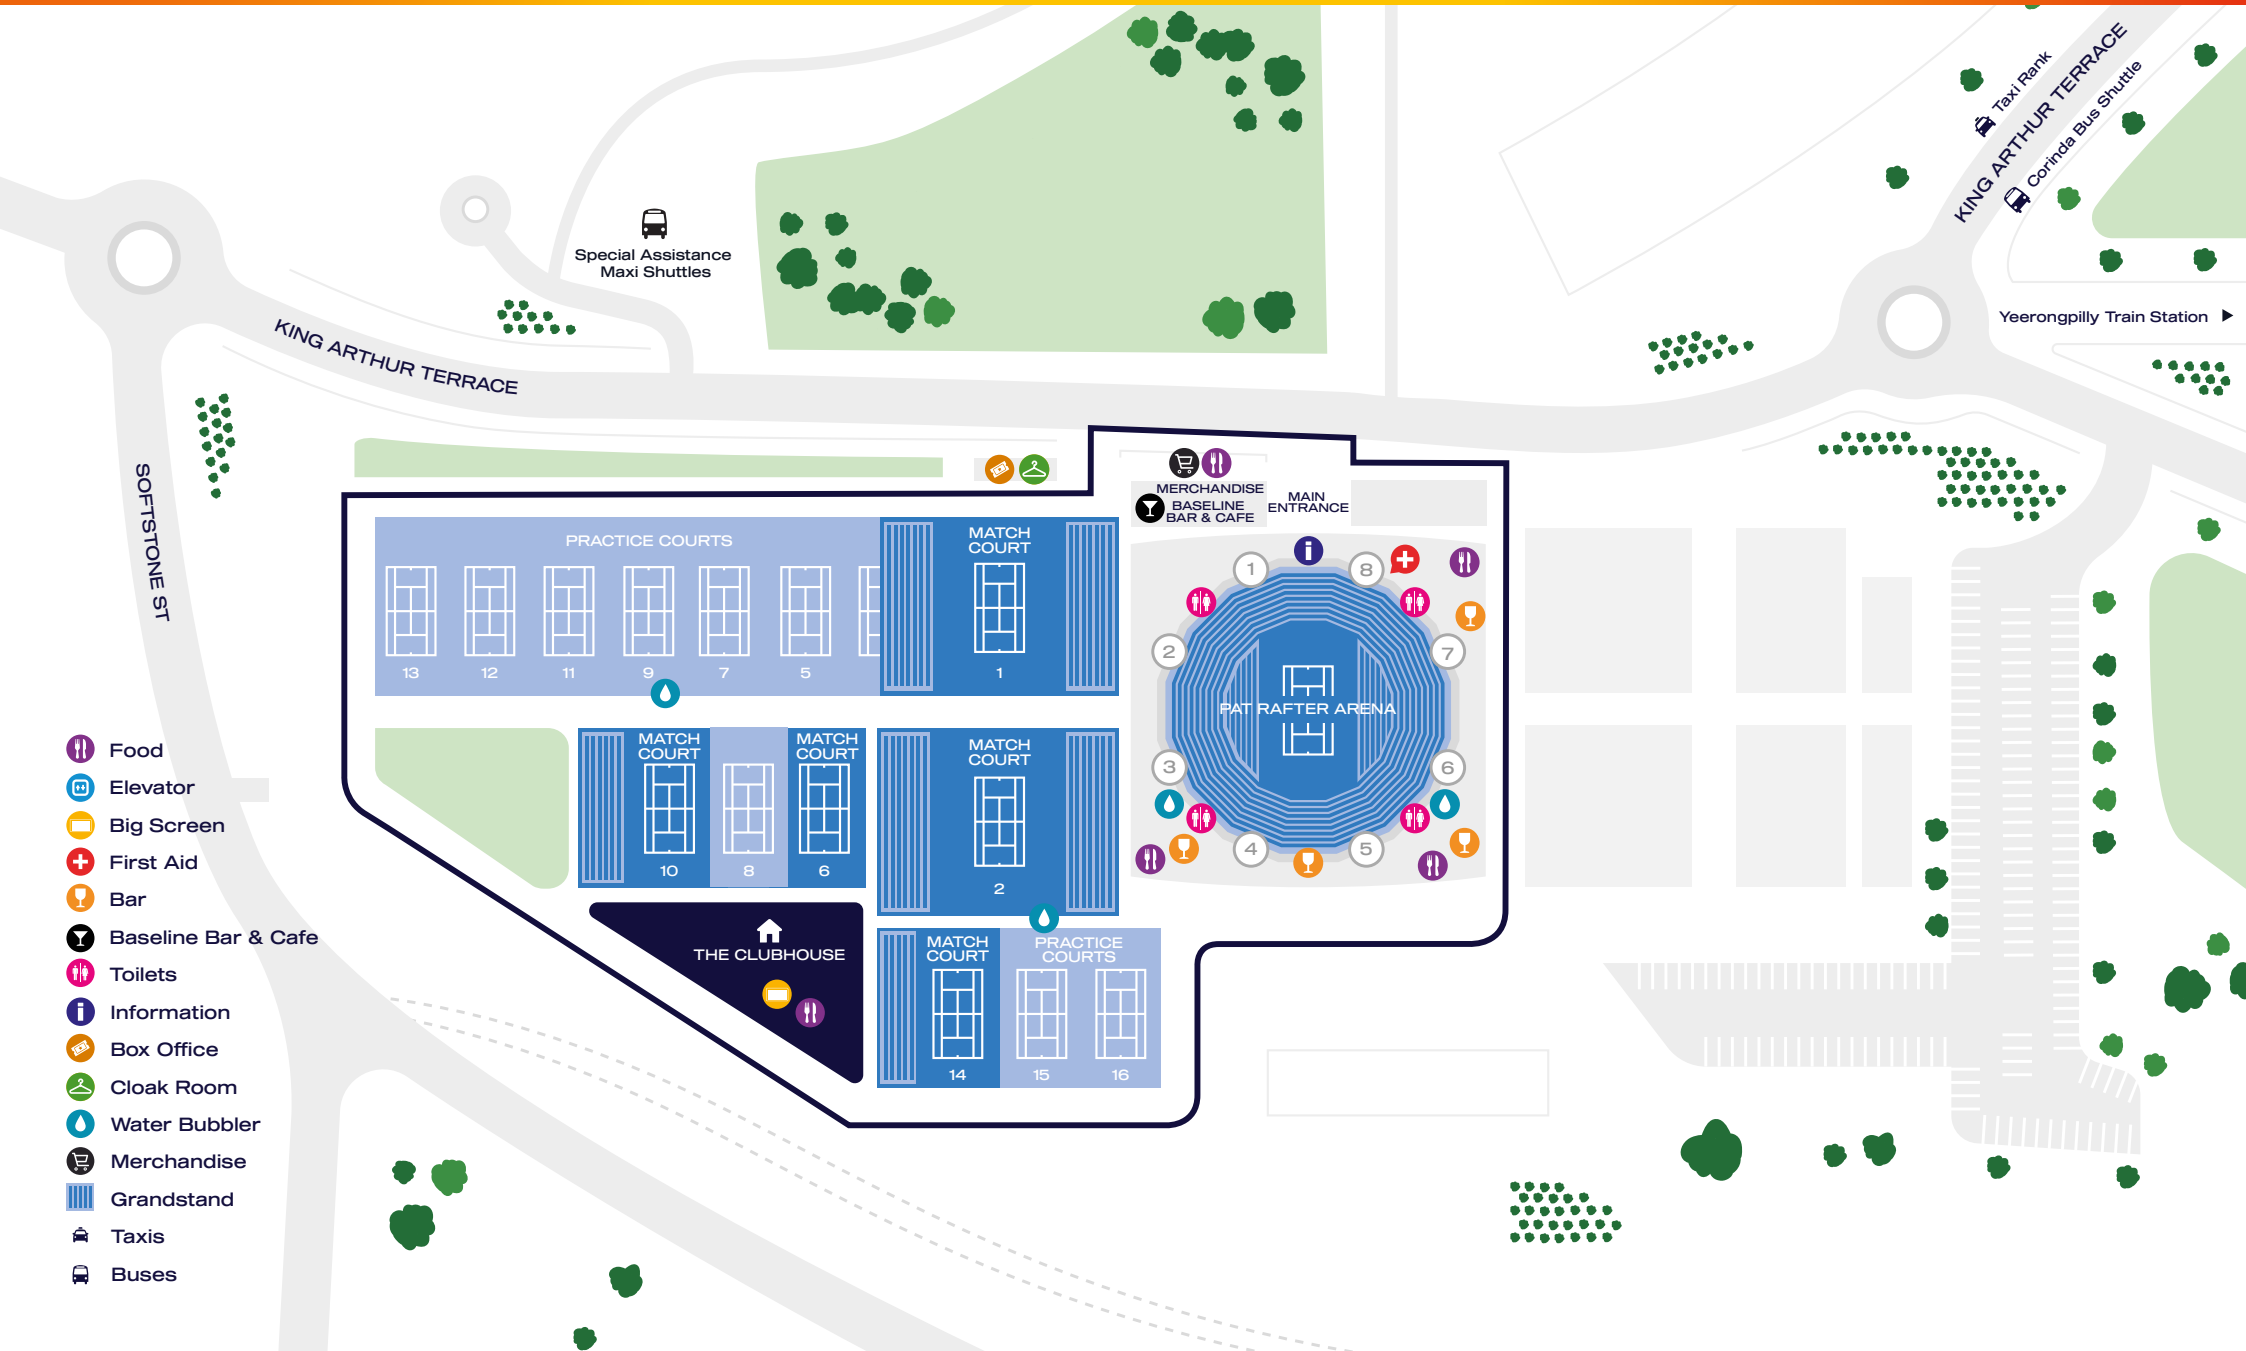 Taxi Rank
KING ARTHUR TERRACE
Corinda Bus Shuttle
Special Assistance
Maxi Shuttles
Yeerongpilly Train Station
KING ARTHUR TERRACE
SOFTSTONE ST
MERCHANDISE
BASELINE
BAR & CAFE
MAIN
ENTRANCE
PRACTICE COURTS
13
12
11
9
7
5
MATCH
COURT
1
1
8
2
7
PAT RAFTER ARENA
3
6
4
5
MATCH
COURT
10
8
MATCH
COURT
6
MATCH
COURT
2
THE CLUBHOUSE
MATCH
COURT
14
PRACTICE
COURTS
15
16
Food
Elevator
Big Screen
First Aid
Bar
Baseline Bar & Cafe
Toilets
Information
Box Office
Cloak Room
Water Bubbler
Merchandise
Grandstand
Taxis
Buses